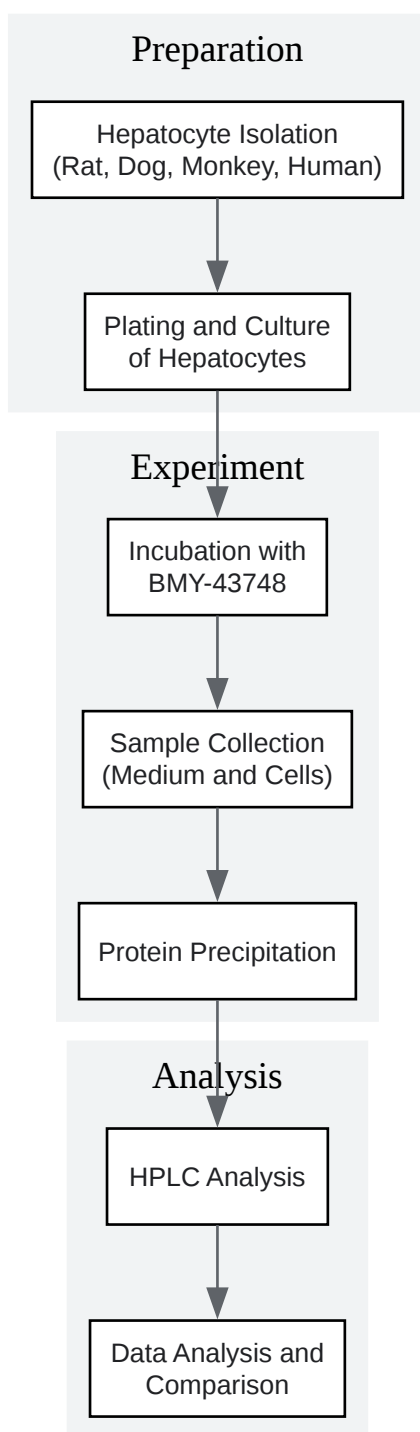 Preparation
Hepatocyte Isolation
(Rat, Dog, Monkey, Human)
Plating and Culture
of Hepatocytes
Experiment
Incubation with
BMY-43748
Sample Collection
(Medium and Cells)
Protein Precipitation
Analysis
HPLC Analysis
Data Analysis and
Comparison